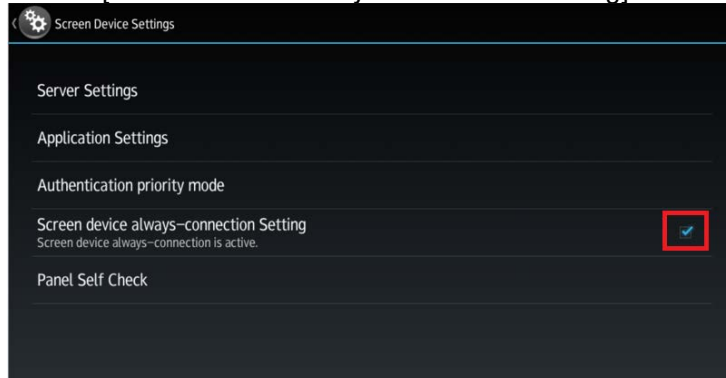 Screen Device Settings
Server Settings
Application Settings
Authentication priority mode
Screen device always-connection Setting
Screen device always-connection is active.
Panel Self Check